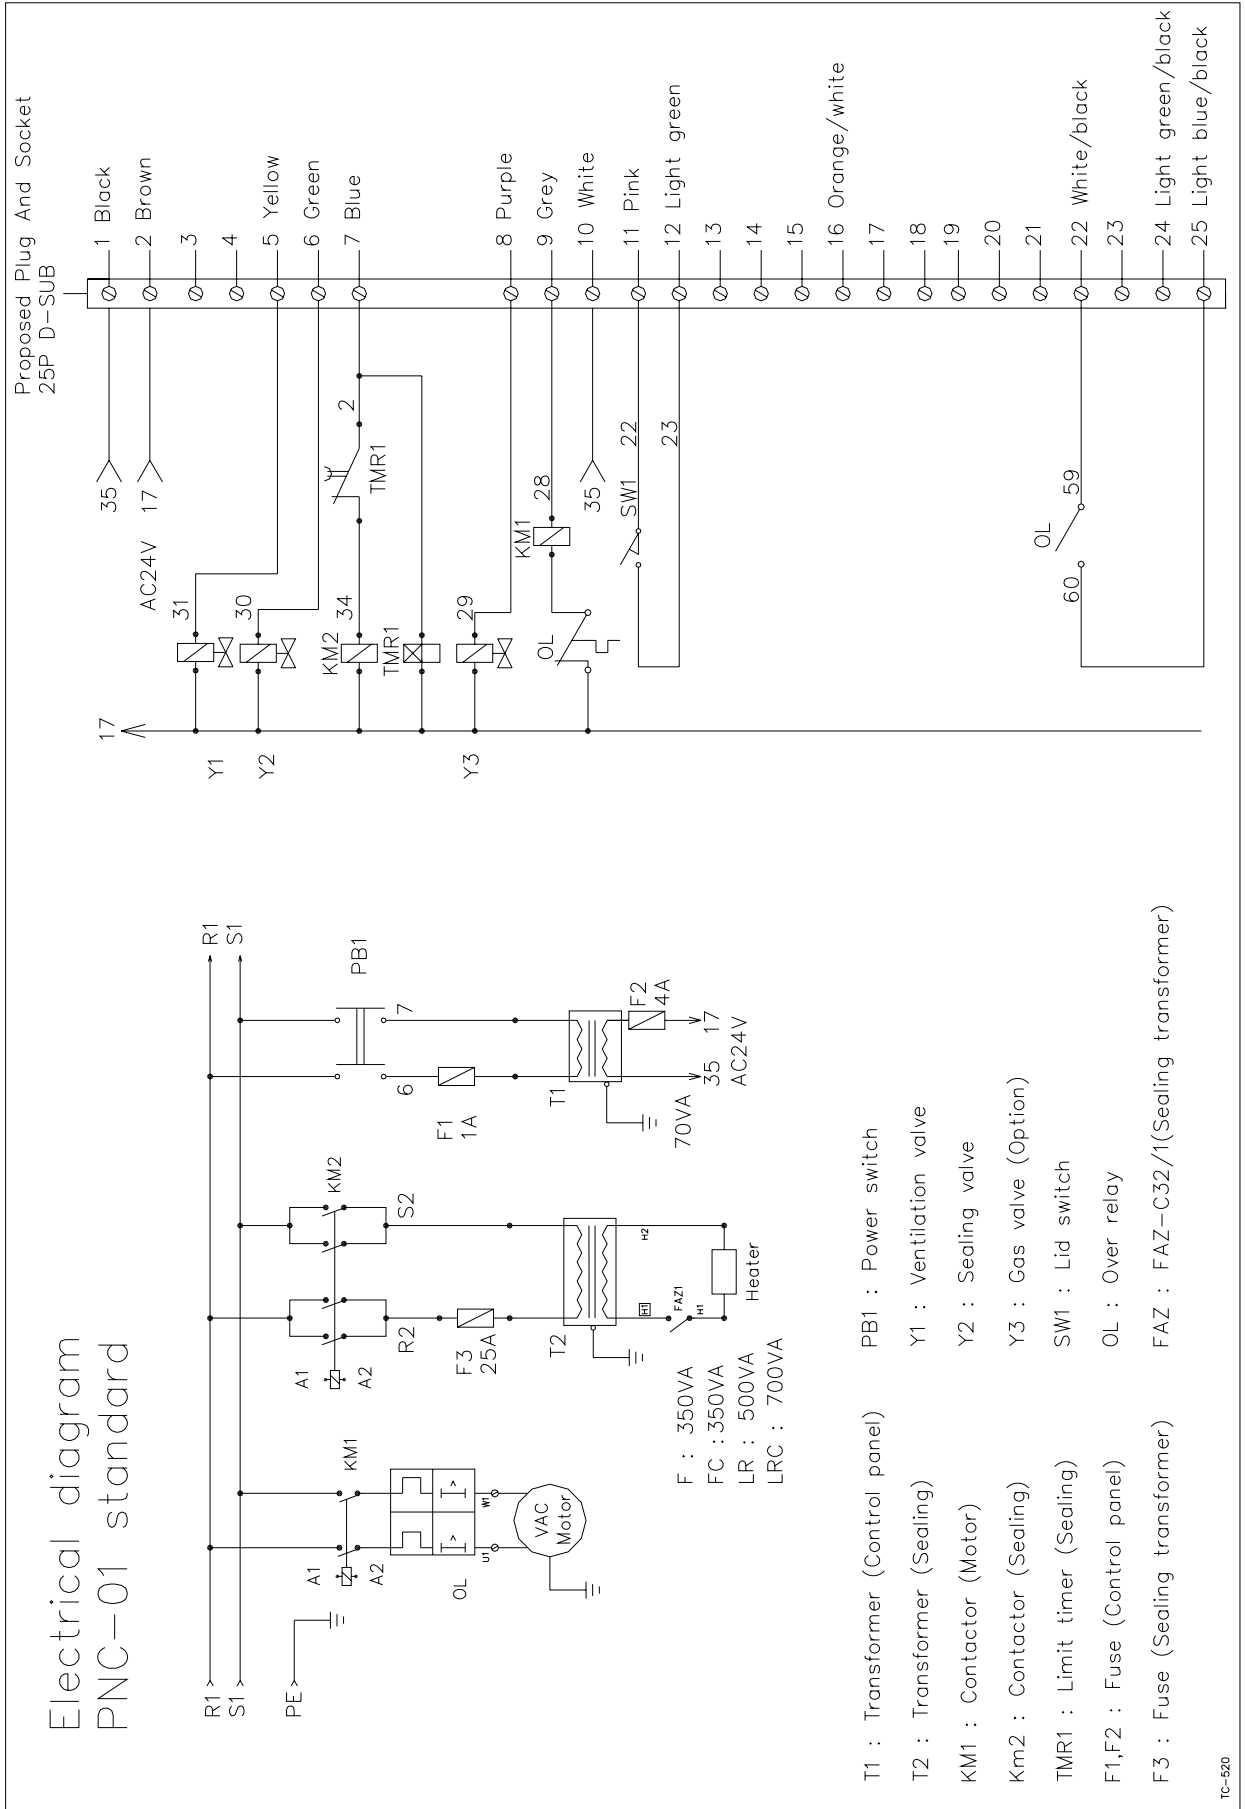 Electrical diagram
PNC-01 standard
R1
S1
PE
A1
A2
KM1
OL
U1
W1
VAC
Motor
A1
A2
KM2
R2
S2
F3
25A
T2
H1
H2
FAZ1
H1
Heater
F : 350VA
FC :350VA
LR : 500VA
LRC : 700VA
R1
S1
PB1
6
7
F1
1A
T1
70VA
F2
4A
35
17
AC24V
Proposed Plug And Socket
25P D-SUB
35
17
AC24V
17
31
30
34
29
28
2
22
23
59
60
Y1
Y2
Y3
KM2
TMR1
TMR1
KM1
OL
35
SW1
OL
1 Black
2 Brown
3
4
5 Yellow
6 Green
7 Blue
8 Purple
9 Grey
10 White
11 Pink
12 Light green
13
14
15
16 Orange/white
17
18
19
20
21
22 White/black
23
24 Light green/black
25 Light blue/black
T1 : Transformer (Control panel)
T2 : Transformer (Sealing)
KM1 : Contactor (Motor)
Km2 : Contactor (Sealing)
TMR1 : Limit timer (Sealing)
F1,F2 : Fuse (Control panel)
F3 : Fuse (Sealing transformer)
PB1 : Power switch
Y1 : Ventilation valve
Y2 : Sealing valve
Y3 : Gas valve (Option)
SW1 : Lid switch
OL : Over relay
FAZ : FAZ-C32/1(Sealing transformer)
TC-520